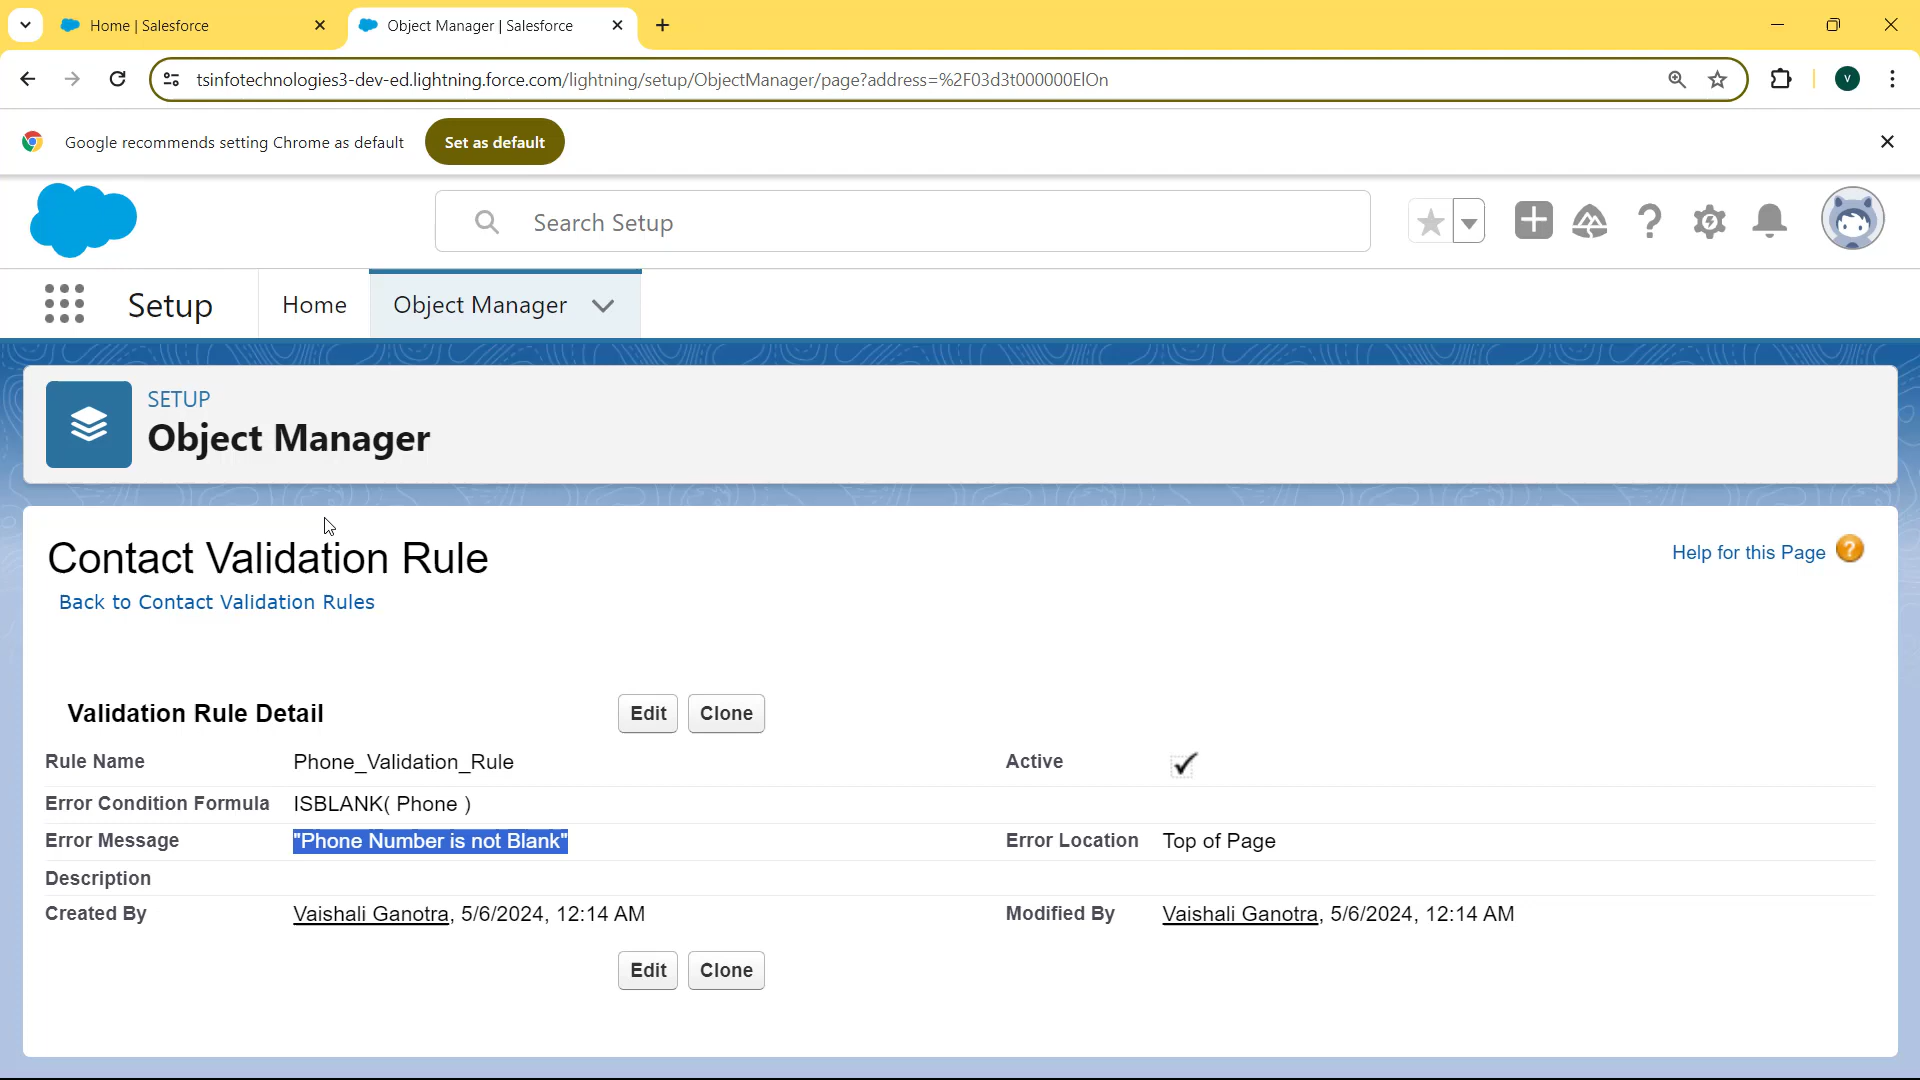 Home | Salesforce
Object Manager | Salesforce
tsinfotechnologies3-dev-ed.lightning.force.com/lightning/setup/ObjectManager/page?address=%2F03d3t000000ElOn
V
Google recommends setting Chrome as default
Set as default
Search Setup
Setup
Home
Object Manager
SETUP
Object Manager
Contact Validation Rule
Help for this Page
Back to Contact Validation Rules
Validation Rule Detail
Edit
Clone
Rule Name Phone_Validation_Rule
Active
Error Condition Formula ISBLANK( Phone )
Error Message "Phone Number is not Blank"
Error Location Top of Page
Description
Created By Vaishali Ganotra, 5/6/2024, 12:14 AM
Modified By Vaishali Ganotra, 5/6/2024, 12:14 AM
Edit
Clone